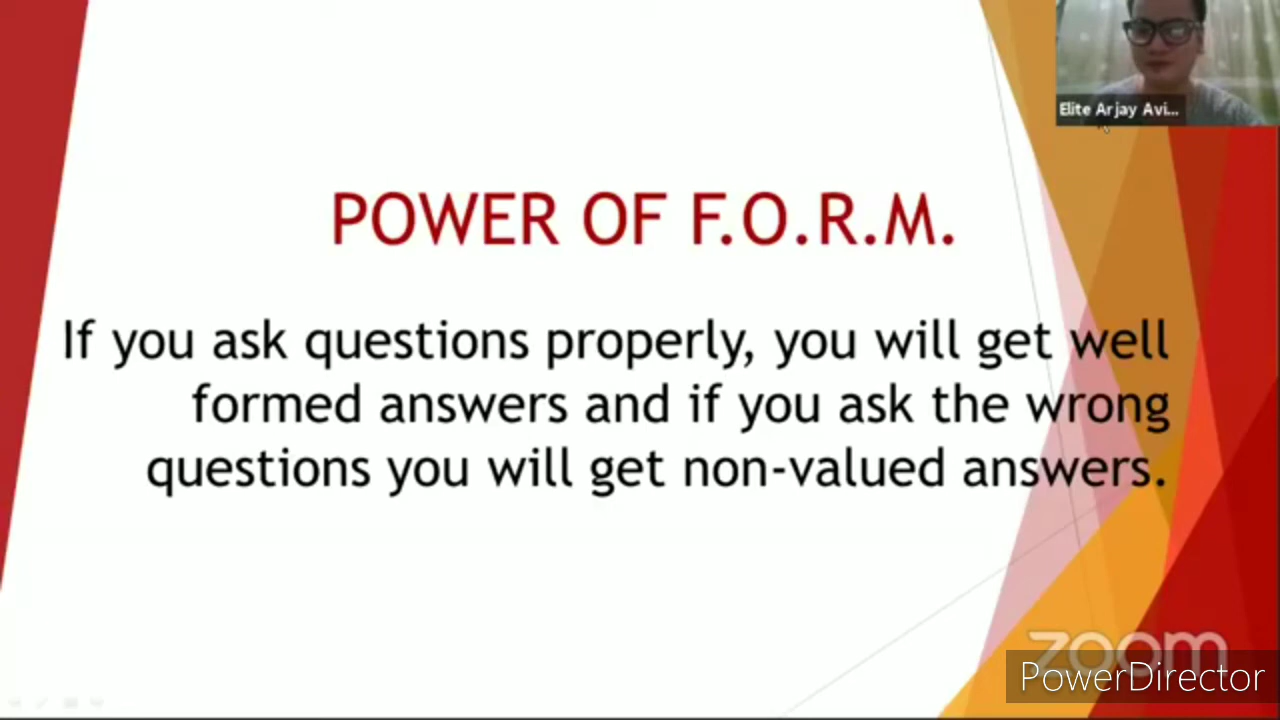 Elite Arjay Avi...
POWER OF F.O.R.M.
If you ask questions properly, you will get well
formed answers and if you ask the wrong
questions you will get non-valued answers.
zoom
PowerDirector